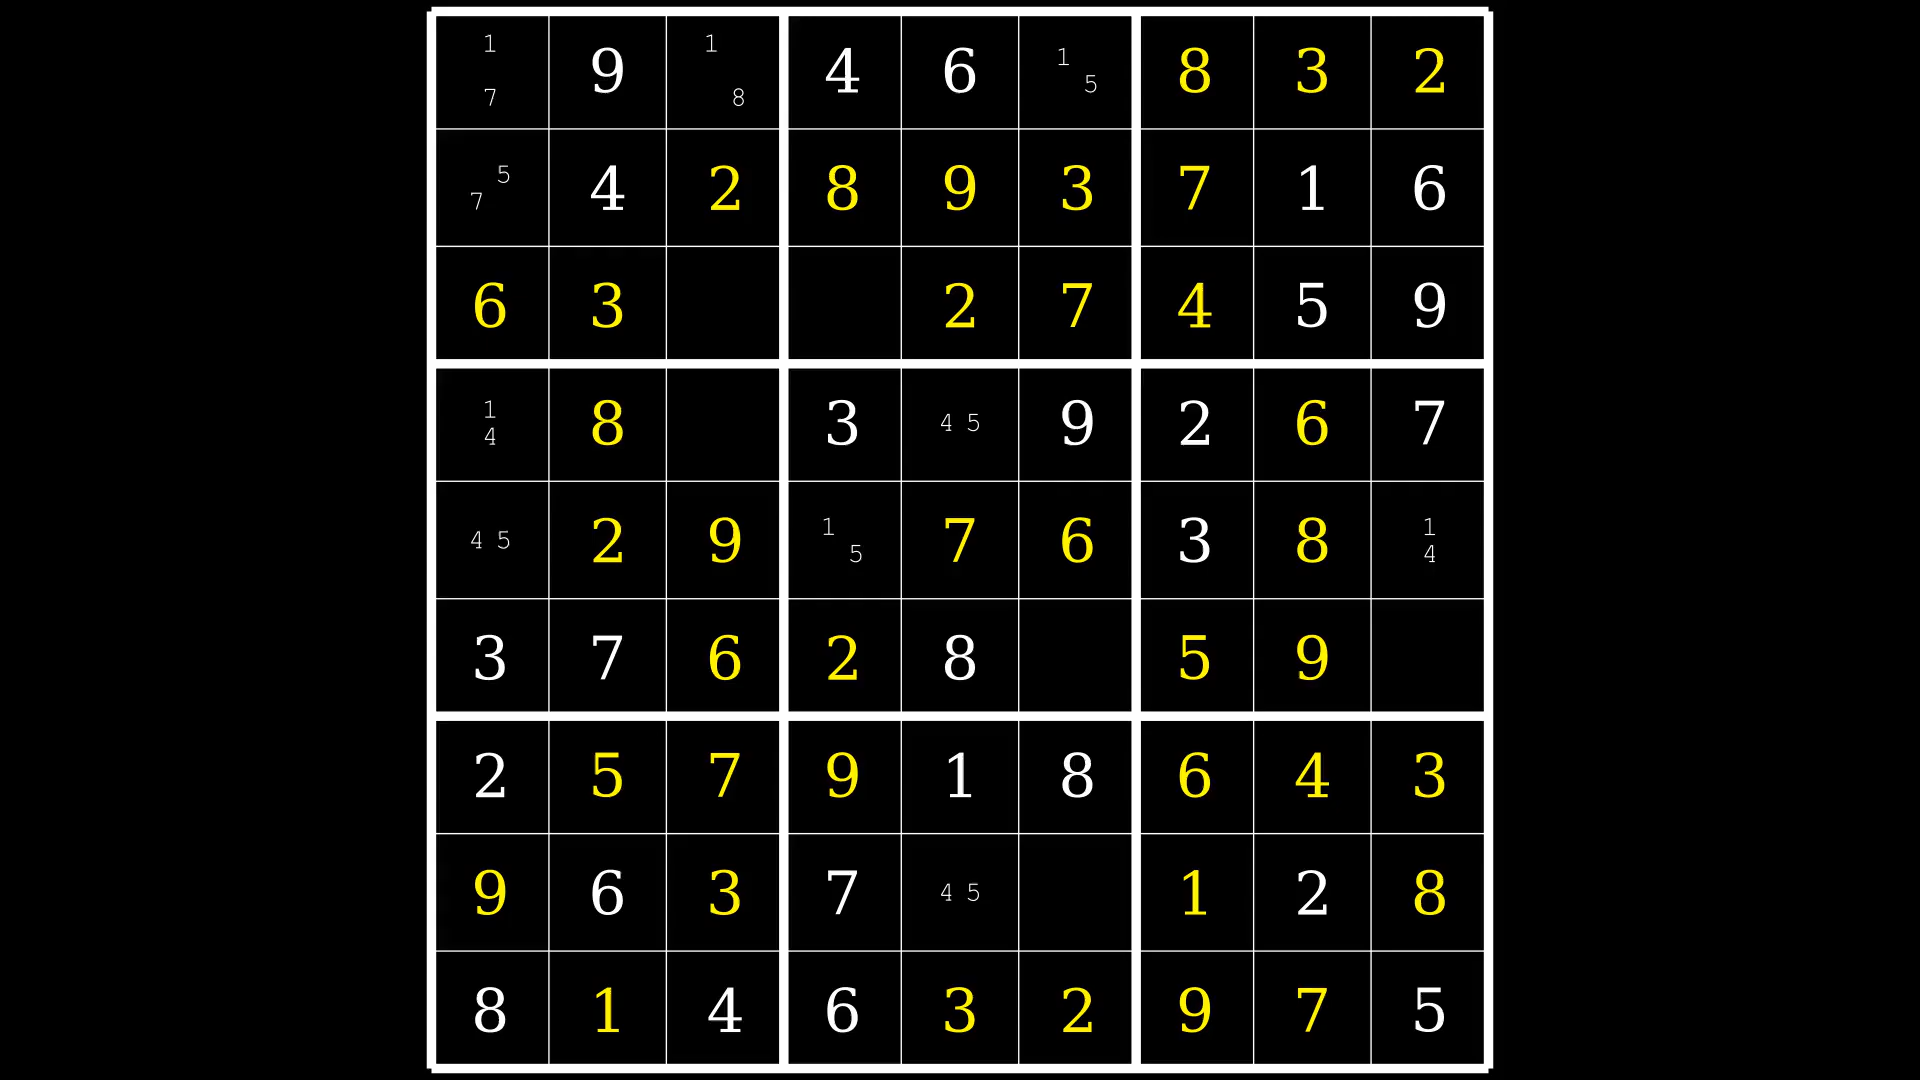 1 7 9 1 8 4 6 1 5 8 3 2
5 7 4 2 8 9 3 7 1 6
6 3 2 7 4 5 9
1 4 8 3 4 5 9 2 6 7
4 5 2 9 1 5 7 6 3 8 1 4
3 7 6 2 8 5 9
2 5 7 9 1 8 6 4 3
9 6 3 7 4 5 1 2 8
8 1 4 6 3 2 9 7 5